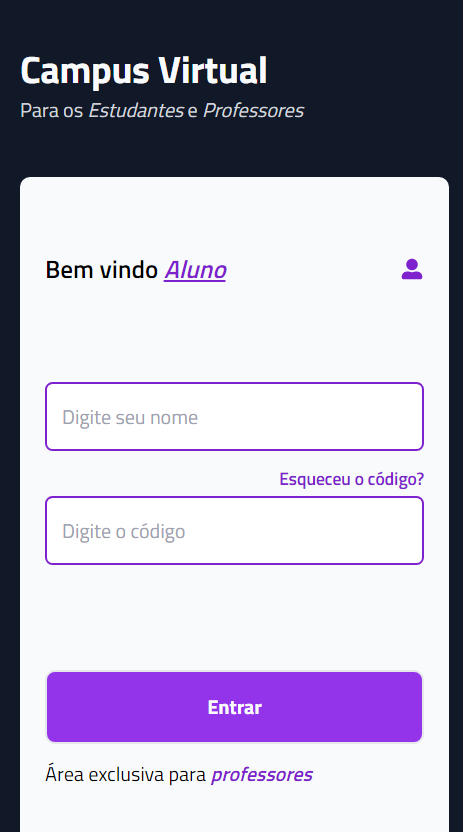 Campus Virtual
Para os Estudantes e Professores
Bem vindo Aluno
Digite seu nome
Esqueceu o código?
Digite o código
Entrar
Área exclusiva para professores